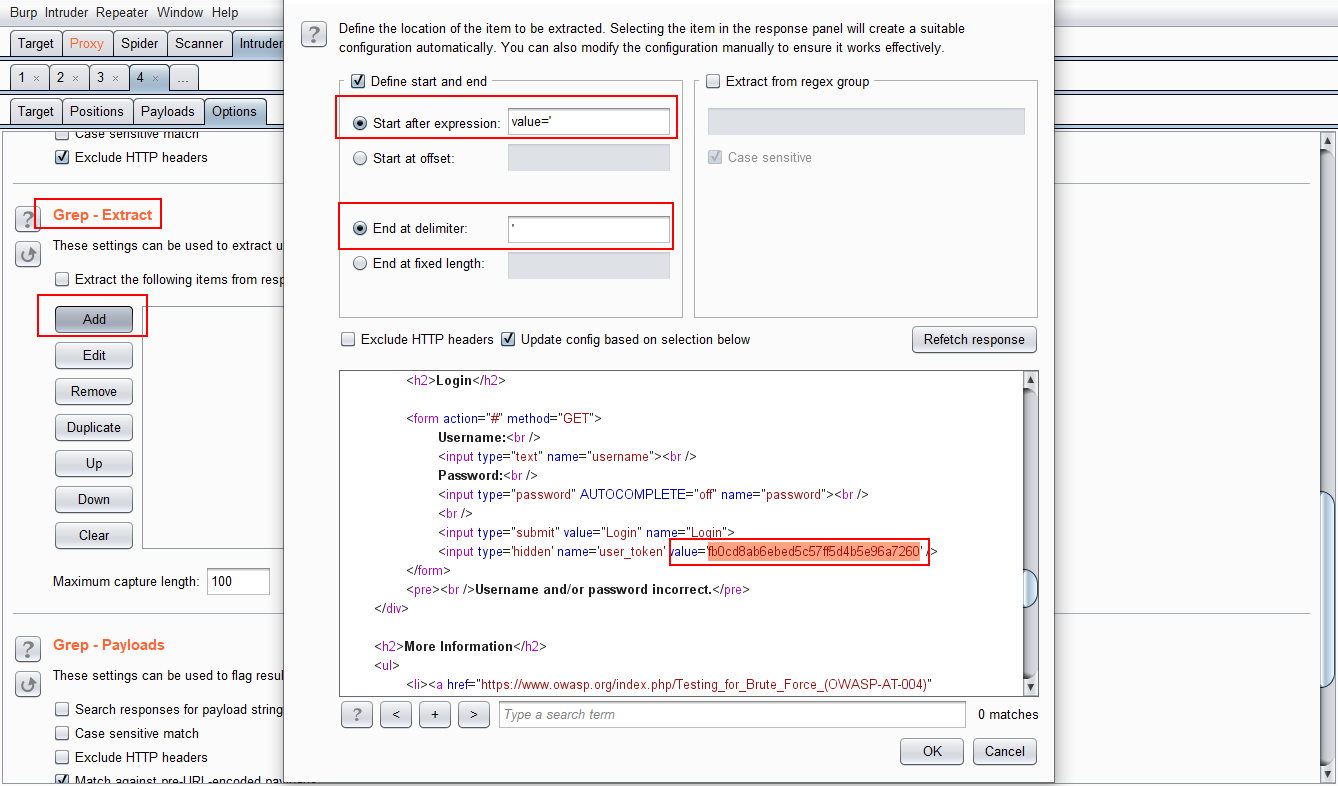 Burp Intruder Repeater Window Help
Target Proxy Spider Scanner Intruder
1 × 2 × 3 × 4 × ...
Target Positions Payloads Options
Case sensitive match
Exclude HTTP headers
? Grep - Extract
These settings can be used to extract u
Extract the following items from resp
Add
Edit
Remove
Duplicate
Up
Down
Clear
Maximum capture length: 100
? Grep - Payloads
These settings can be used to flag resul
Search responses for payload string
Case sensitive match
Exclude HTTP headers
Match against pre-URL-encoded payloads
? Define the location of the item to be extracted. Selecting the item in the response panel will create a suitable
configuration automatically. You can also modify the configuration manually to ensure it works effectively.
Define start and end
Start after expression: value='
Start at offset:
End at delimiter: '
End at fixed length:
Extract from regex group
Case sensitive
Exclude HTTP headers Update config based on selection below Refetch response
<h2>Login</h2>
<form action="#" method="GET">
Username:<br />
<input type="text" name="username"><br />
Password:<br />
<input type="password" AUTOCOMPLETE="off" name="password"><br />
<br />
<input type="submit" value="Login" name="Login">
<input type='hidden' name='user_token' value='fb0cd8ab6ebed5c57ff5d4b5e96a7260' />
</form>
<pre><br />Username and/or password incorrect.</pre>
</div>
<h2>More Information</h2>
<ul>
<li><a href="https://www.owasp.org/index.php/Testing_for_Brute_Force_(OWASP-AT-004)"
? < + > Type a search term 0 matches
OK Cancel